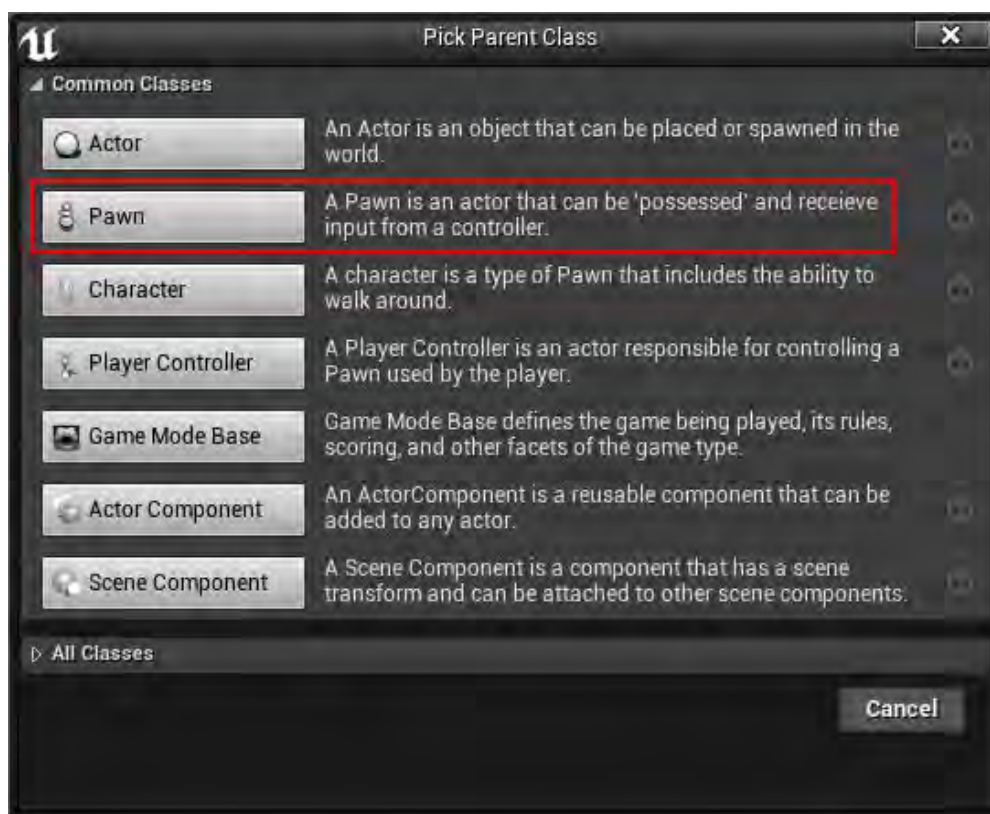 Pick Parent Class
Common Classes
Actor
An Actor is an object that can be placed or spawned in the
world.
Pawn
A Pawn is an actor that can be 'possessed' and receieve
input from a controller.
Character
A character is a type of Pawn that includes the ability to
walk around.
Player Controller
A Player Controller is an actor responsible for controlling a
Pawn used by the player.
Game Mode Base
Game Mode Base defines the game being played, its rules,
scoring, and other facets of the game type.
Actor Component
An ActorComponent is a reusable component that can be
added to any actor.
Scene Component
A Scene Component is a component that has a scene
transform and can be attached to other scene components.
All Classes
Cancel